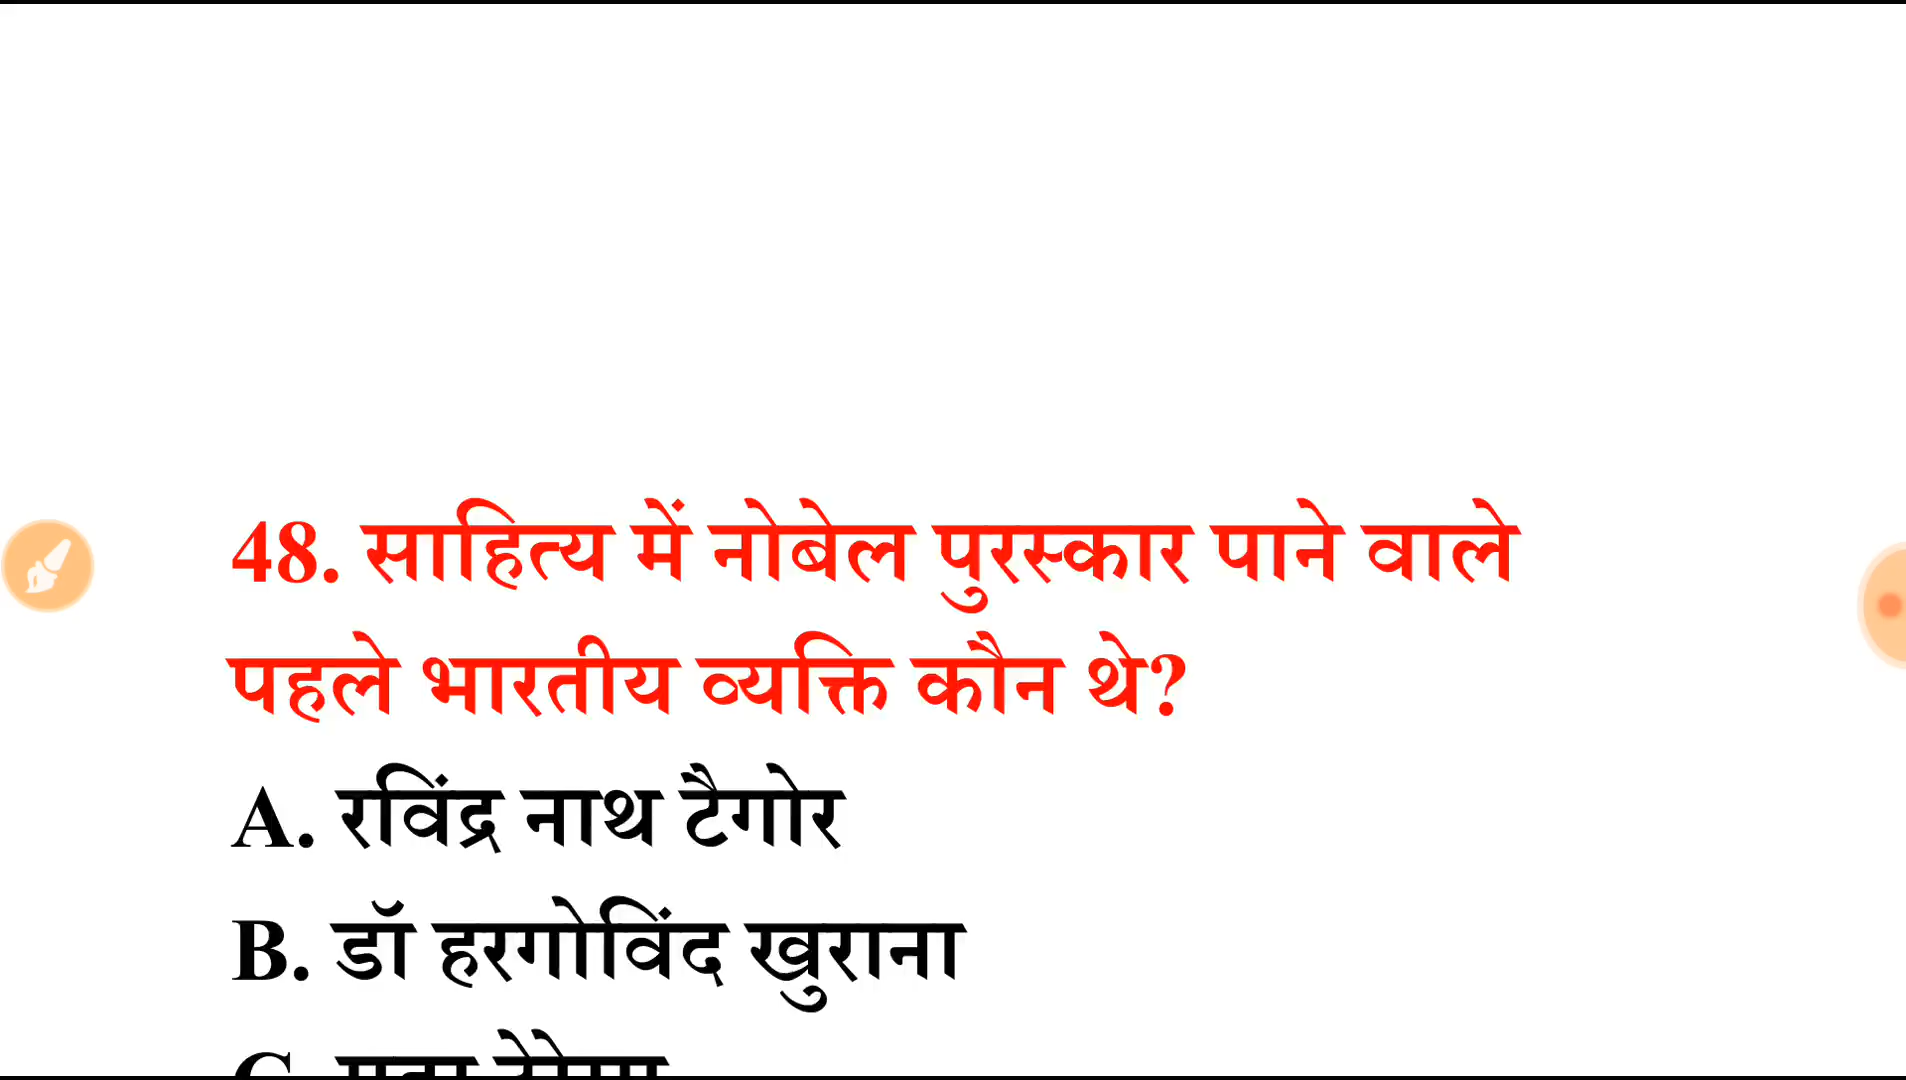 48. साहित्य में नोबेल पुरस्कार पाने वाले
पहले भारतीय व्यक्ति कौन थे?
A. रविंद्र नाथ टैगोर
B. डॉ हरगोविंद खुराना